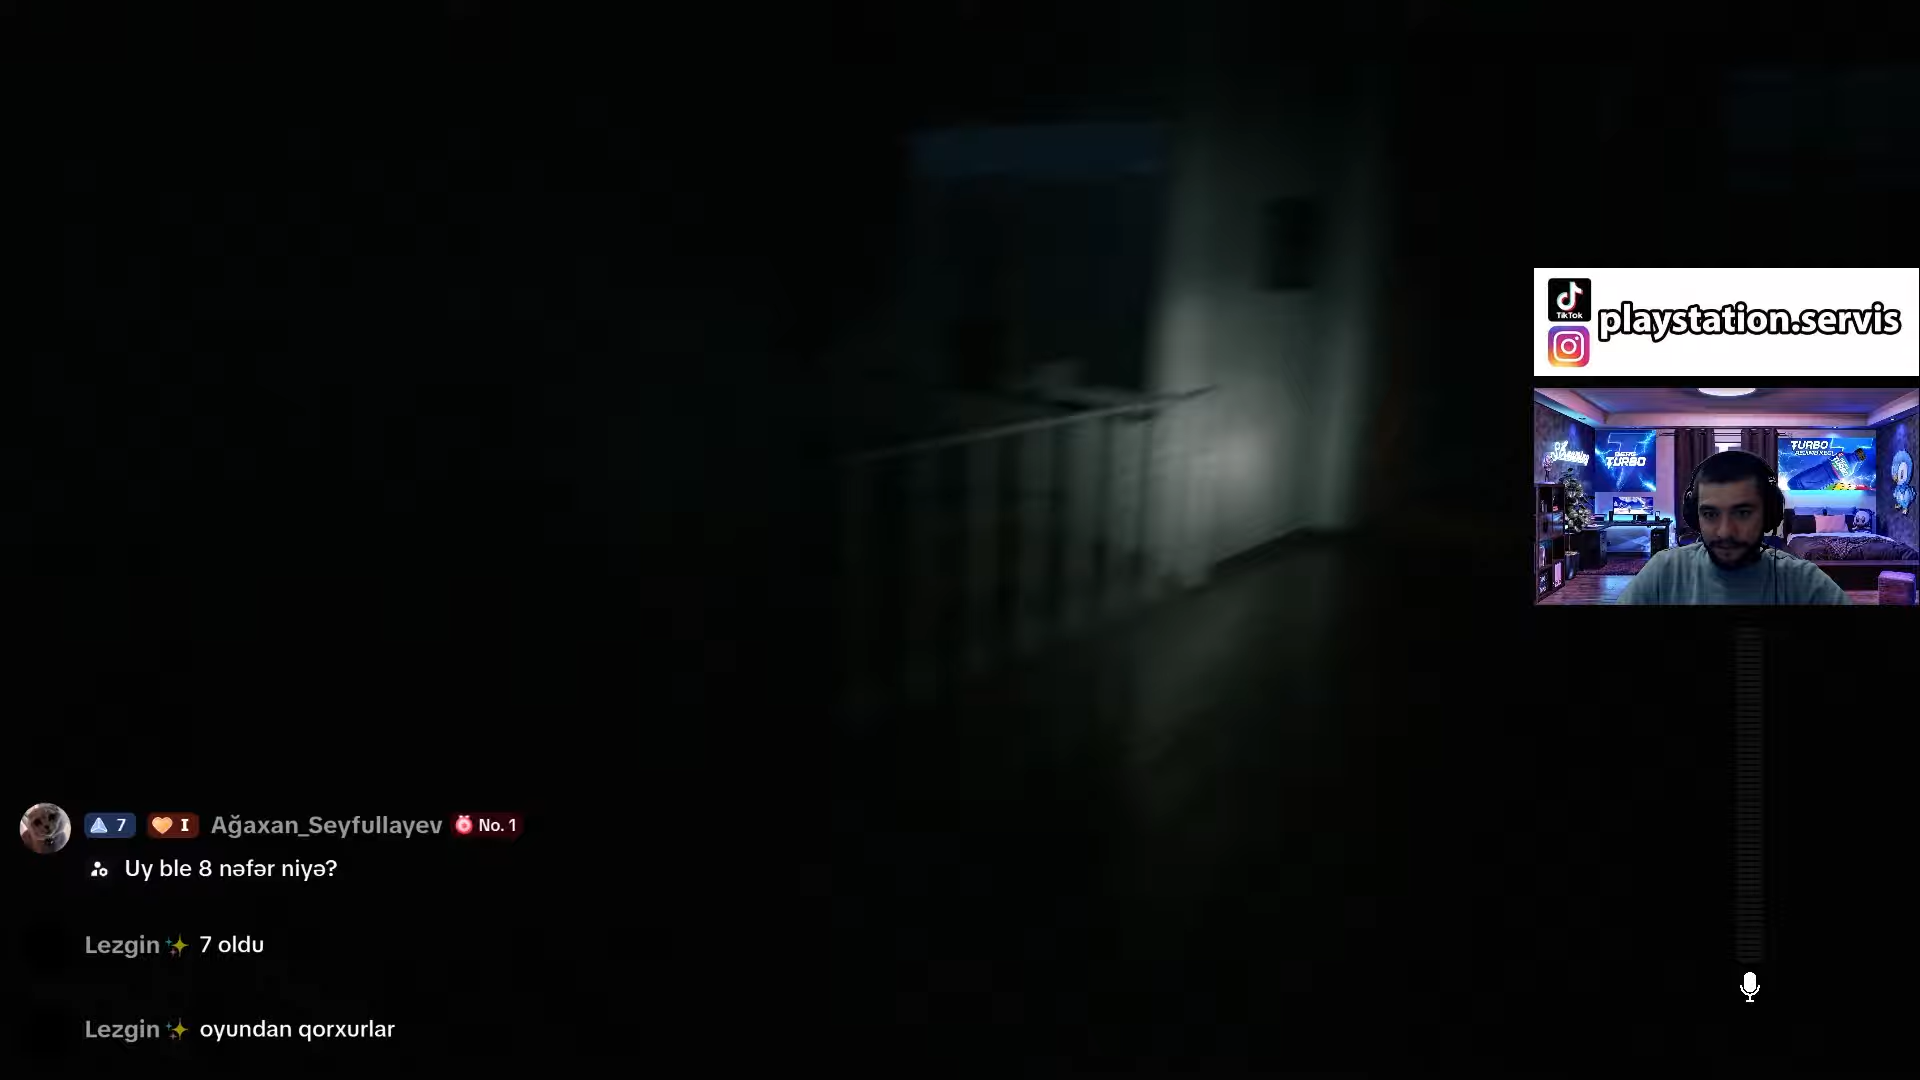 TikTok
playstation.servis
TURBO
TURBO
7 I Ağaxan_Seyfullayev No. 1
Uy ble 8 nəfər niyə?
Lezgin 7 oldu
Lezgin oyundan qorxurlar